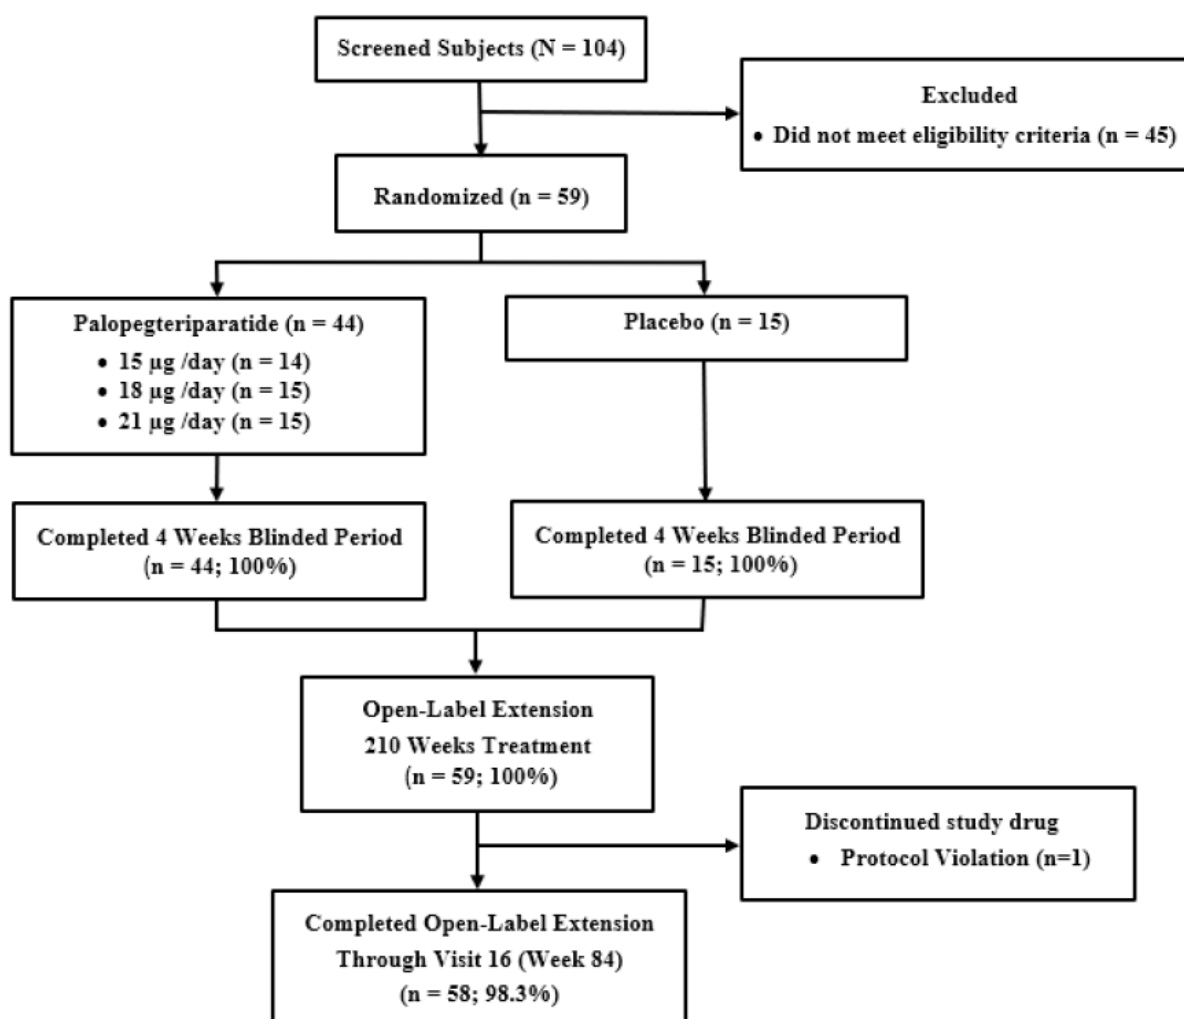 Screened Subjects (N = 104)
Excluded
• Did not meet eligibility criteria (n = 45)
Randomized (n = 59)
Palopegteriparatide (n = 44)
• 15 µg /day (n = 14)
• 18 µg /day (n = 15)
• 21 µg /day (n = 15)
Placebo (n = 15)
Completed 4 Weeks Blinded Period
(n = 44; 100%)
Completed 4 Weeks Blinded Period
(n = 15; 100%)
Open-Label Extension
210 Weeks Treatment
(n = 59; 100%)
Discontinued study drug
• Protocol Violation (n=1)
Completed Open-Label Extension
Through Visit 16 (Week 84)
(n = 58; 98.3%)